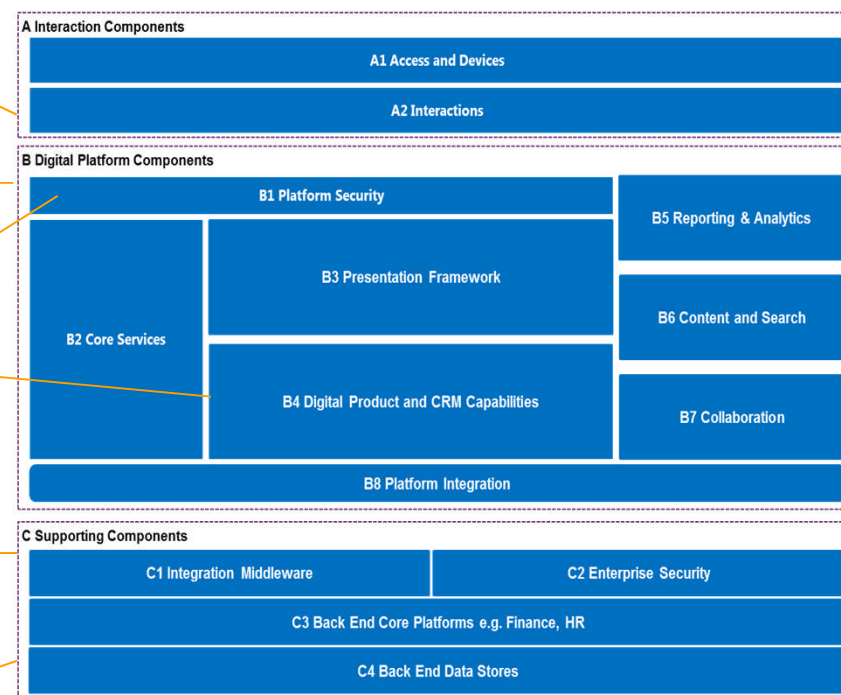 A Interaction Components
A1 Access and Devices
A2 Interactions
B Digital Platform Components
B1 Platform Security
B5 Reporting & Analytics
B3 Presentation Framework
B6 Content and Search
B2 Core Services
B4 Digital Product and CRM Capabilities
B7 Collaboration
B8 Platform Integration
C Supporting Components
C1 Integration Middleware
C2 Enterprise Security
C3 Back End Core Platforms e.g. Finance, HR
C4 Back End Data Stores